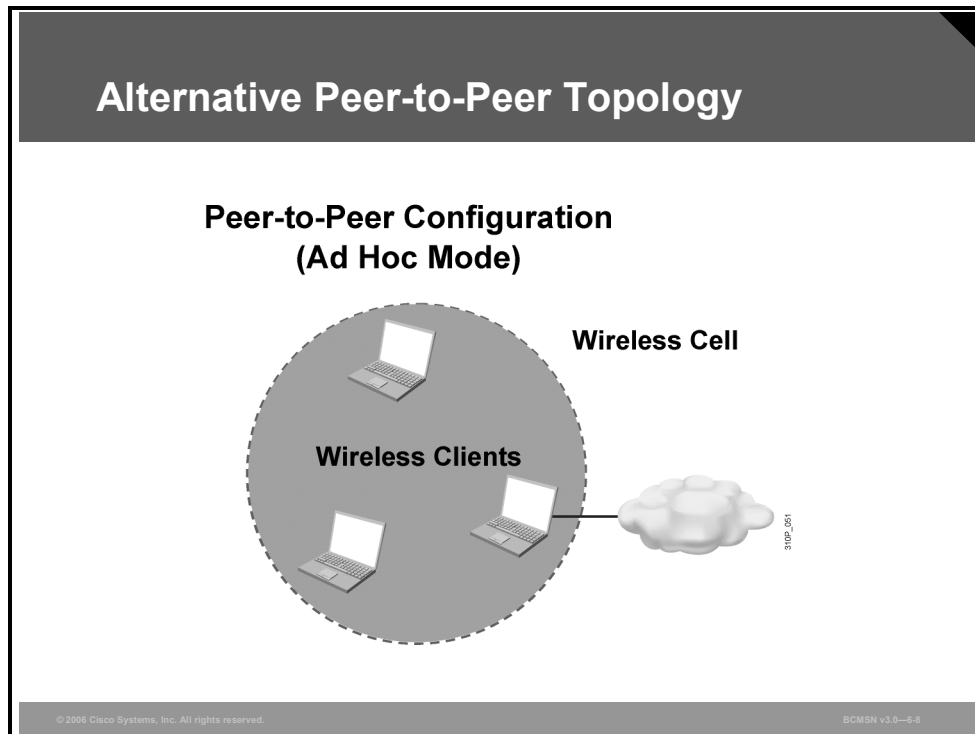 Alternative Peer-to-Peer Topology
Peer-to-Peer Configuration
(Ad Hoc Mode)
Wireless Cell
Wireless Clients
310P_051
© 2006 Cisco Systems, Inc. All rights reserved.
BCMSN v3.0—6-8